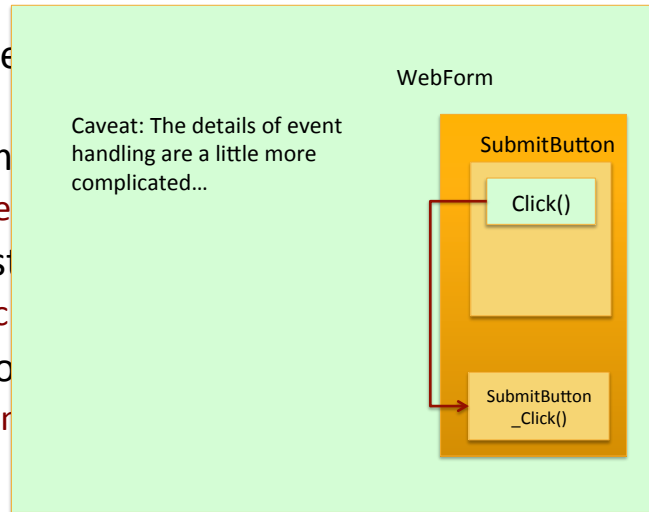 WebForm
Caveat: The details of event
handling are a little more
complicated...
SubmitButton
Click()
SubmitButton
_Click()